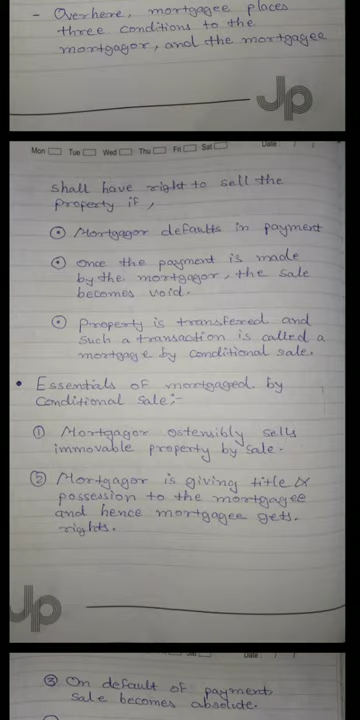 - Overhere, mortgagee places
three conditions to the
mortgagor, and the mortgagee
Jp
Mon Tue Wed Thu Fri Sat Date / /
shall have right to sell the
property if,
⊙ Mortgagor defaults in payment
⊙ Once the payment is made
by the mortgagor, the sale
becomes void.
⊙ Property is transfered and
Such a transaction is called a
mortgage by conditional sale.
• Essentials of mortgaged by
Conditional Sale:-
① Mortgagor ostensibly sells
immovable property by sale.
② Mortgagor is giving title &
possession to the mortgagee
and hence mortgagee gets.
rights.
Jp
Date / /
③ On default of payment,
Sale becomes absolute.